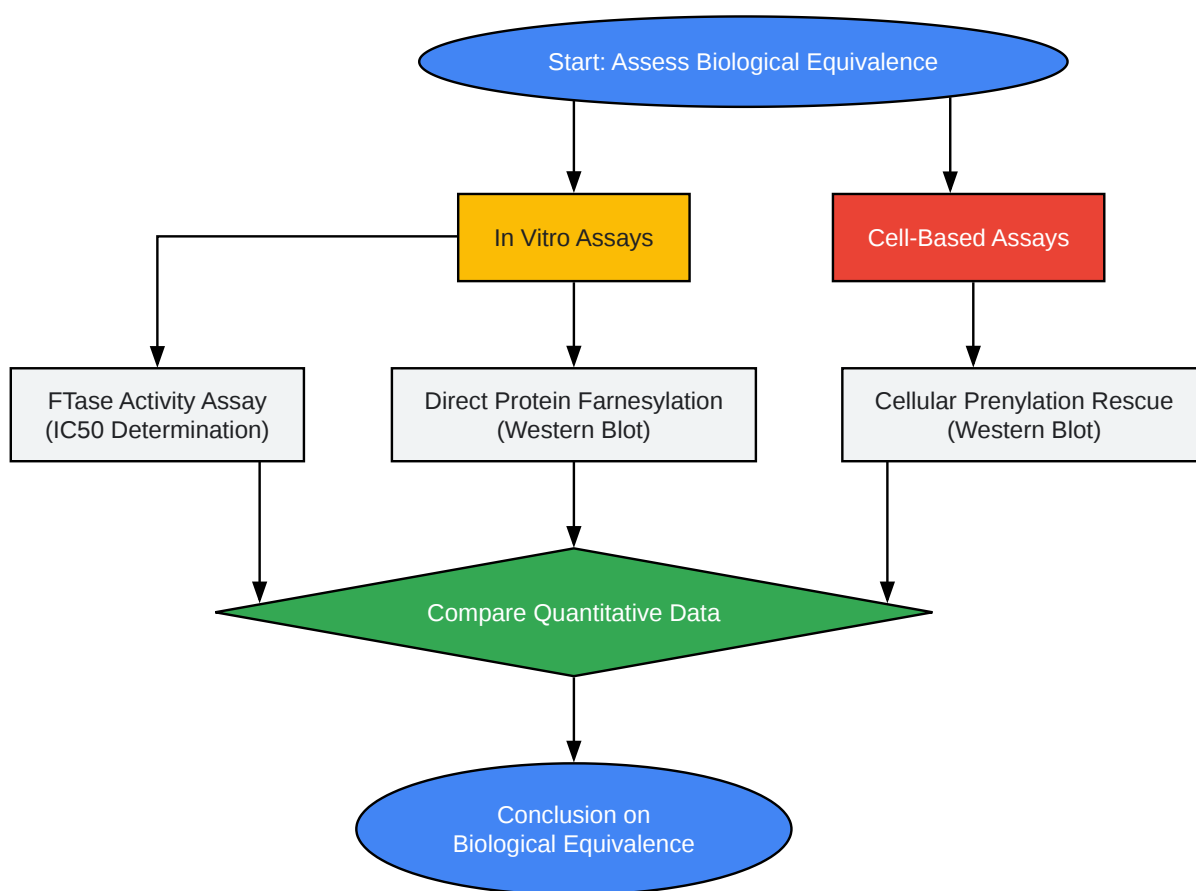 Start: Assess Biological Equivalence
In Vitro Assays
Cell-Based Assays
FTase Activity Assay
(IC50 Determination)
Direct Protein Farnesylation
(Western Blot)
Cellular Prenylation Rescue
(Western Blot)
Compare Quantitative Data
Conclusion on
Biological Equivalence